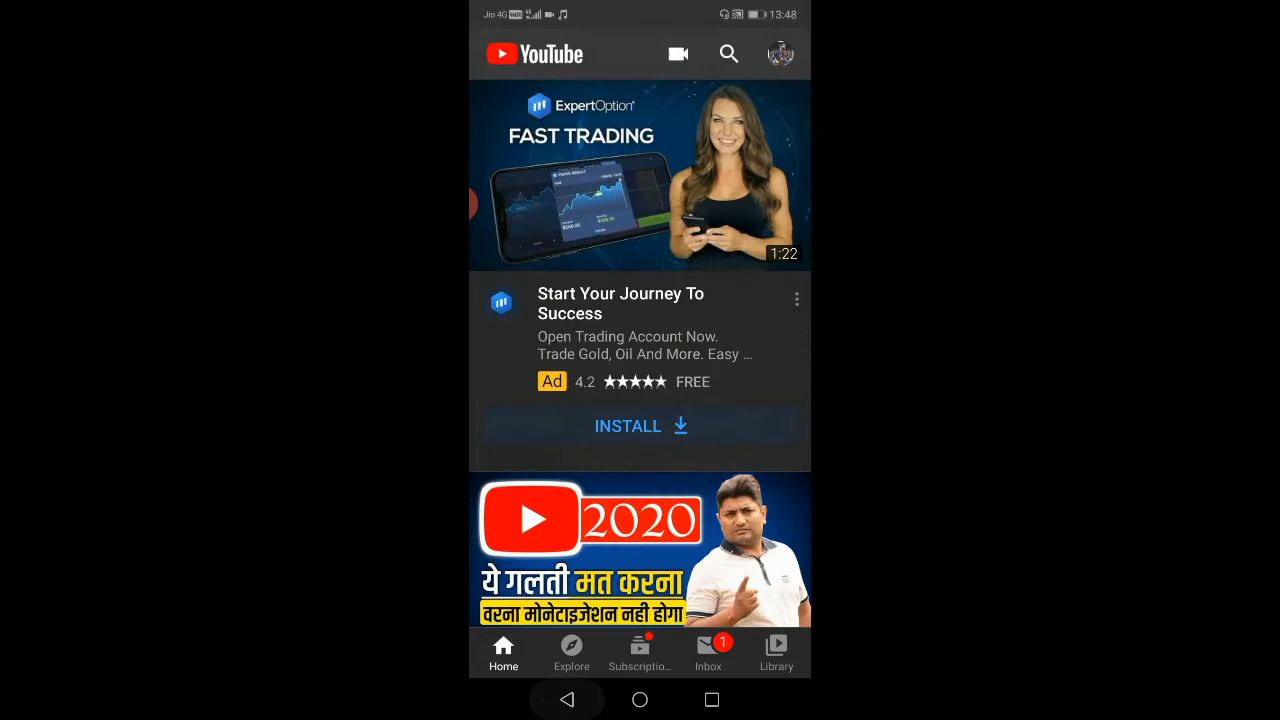 Jio 4G VoLTE 13:48
YouTube
ExpertOption
FAST TRADING
1:22
Start Your Journey To
Success
Open Trading Account Now.
Trade Gold, Oil And More. Easy ...
Ad 4.2 ★★★★★ FREE
INSTALL
2020
ये गलती मत करना
वरना मोनेटाइजेशन नही होगा
1
Home Explore Subscriptio... Inbox Library